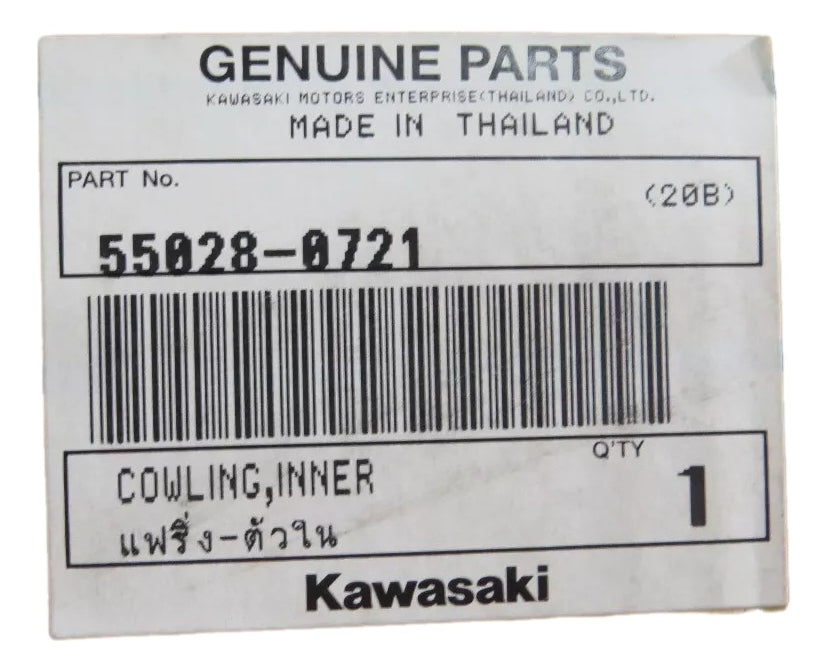 GENUINE PARTS
KAWASAKI MOTORS ENTERPRISE(THAILAND) CO.,LTD.
MADE IN THAILAND
PART No.
(20B)
55028-0721
COWLING,INNER
Q'TY
1
แฟริ่ง-ตัวใน
Kawasaki